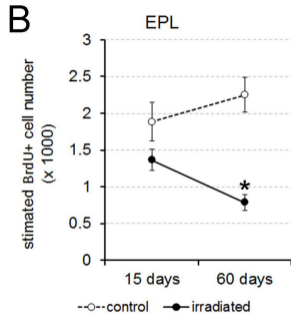 B
EPL
stimated BrdU+ cell number
(x 1000)
3
2.5
2
1.5
1
0.5
0
*
15 days
60 days
control
irradiated